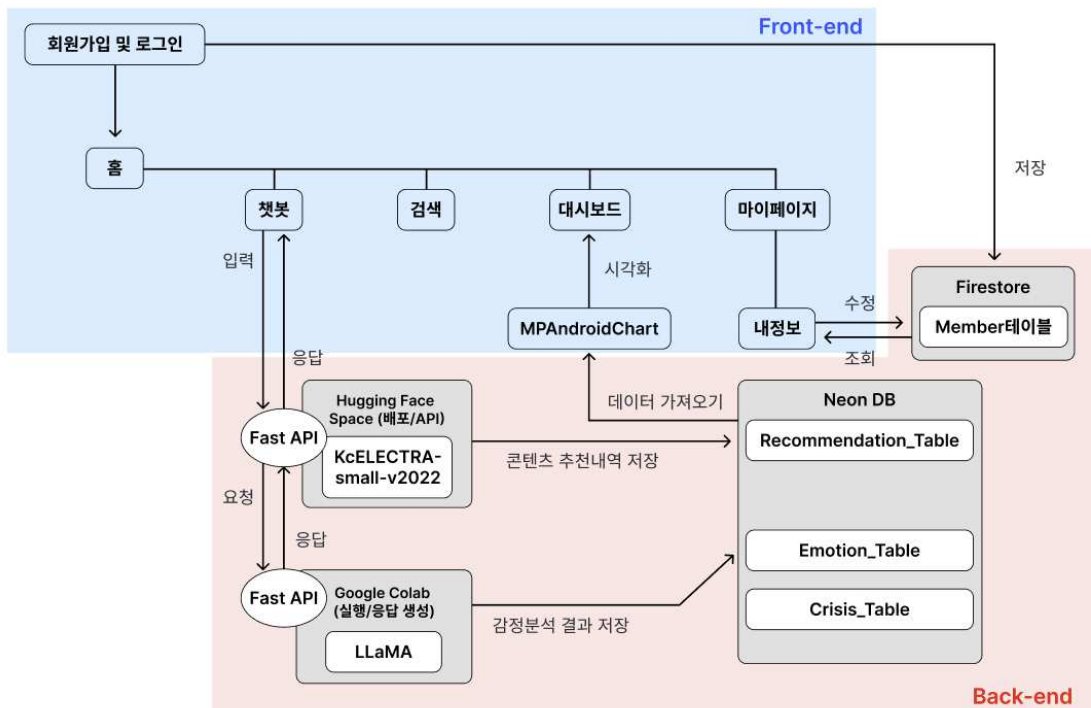 Front-end
회원가입 및 로그인
홈
저장
챗봇
검색
대시보드
마이페이지
입력
시각화
Firestore
Member테이블
수정
MPAndroidChart
내정보
조회
응답
Hugging Face
Space (배포/API)
데이터 가져오기
Neon DB
Fast API
KcELECTRA-
small-v2022
콘텐츠 추천내역 저장
Recommendation_Table
요청
응답
Emotion_Table
Fast API
Google Colab
(실행/응답 생성)
감정분석 결과 저장
Crisis_Table
LLaMA
Back-end